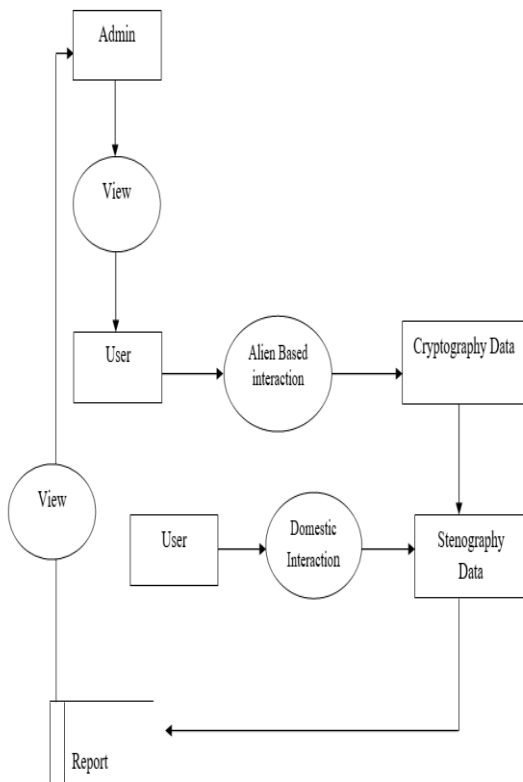 Admin
View
User
Alien Based
interaction
Cryptography Data
View
User
Domestic
Interaction
Stenography
Data
Report